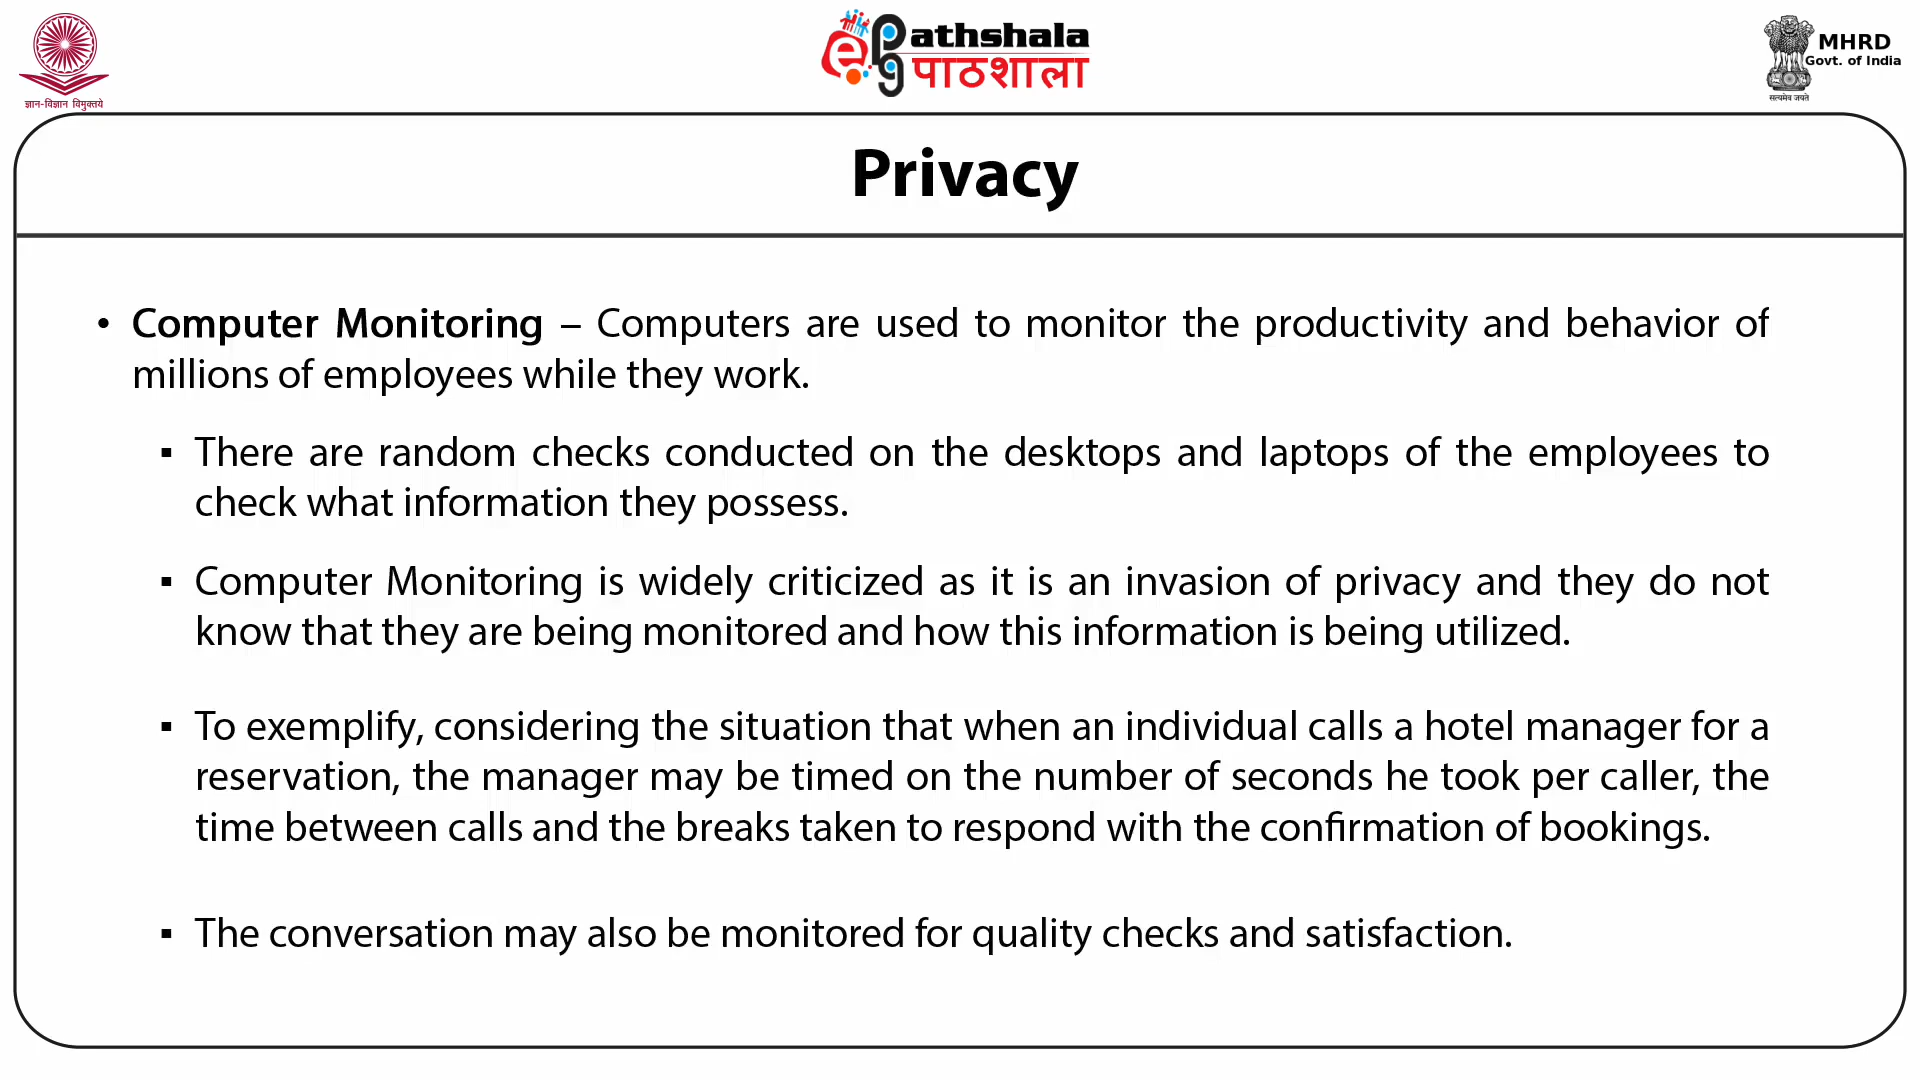 ज्ञान-विज्ञान विमुक्तये
ePG athshala
पाठशाला
MHRD
Govt. of India
सत्यमेव जयते
Privacy
• Computer Monitoring – Computers are used to monitor the productivity and behavior of
millions of employees while they work.
▪ There are random checks conducted on the desktops and laptops of the employees to
check what information they possess.
▪ Computer Monitoring is widely criticized as it is an invasion of privacy and they do not
know that they are being monitored and how this information is being utilized.
▪ To exemplify, considering the situation that when an individual calls a hotel manager for a
reservation, the manager may be timed on the number of seconds he took per caller, the
time between calls and the breaks taken to respond with the confirmation of bookings.
▪ The conversation may also be monitored for quality checks and satisfaction.